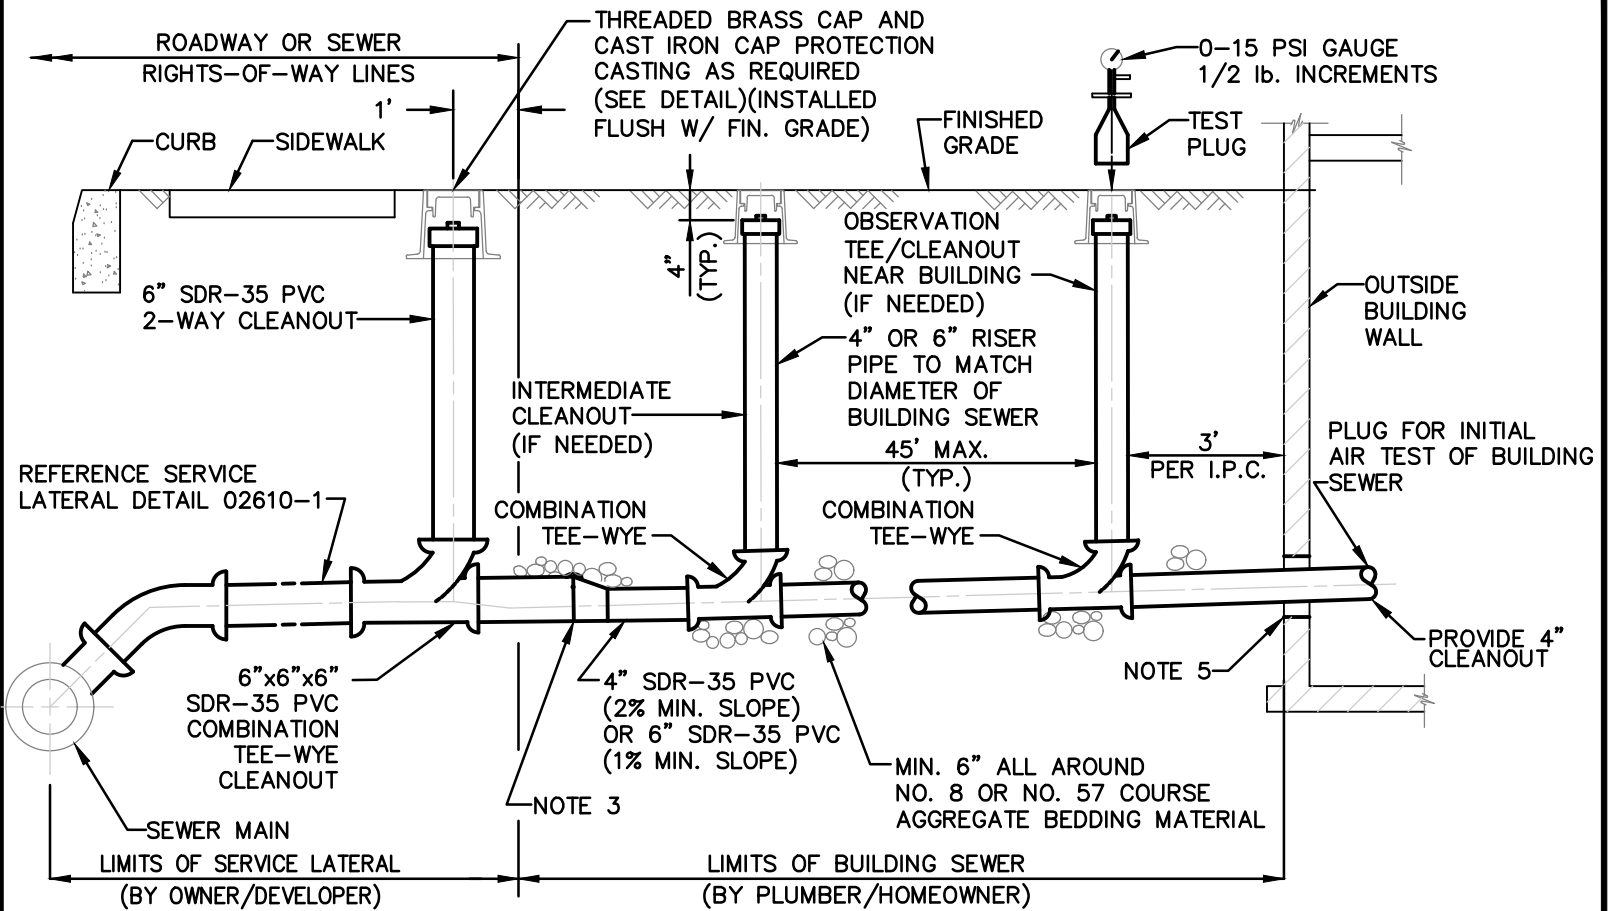 ROADWAY OR SEWER
RIGHTS-OF-WAY LINES
1'
THREADED BRASS CAP AND
CAST IRON CAP PROTECTION
CASTING AS REQUIRED
(SEE DETAIL)(INSTALLED
FLUSH W/ FIN. GRADE)
0-15 PSI GAUGE
1/2 lb. INCREMENTS
CURB
SIDEWALK
FINISHED
GRADE
TEST
PLUG
6" SDR-35 PVC
2-WAY CLEANOUT
4"
(TYP.)
OBSERVATION
TEE/CLEANOUT
NEAR BUILDING
(IF NEEDED)
OUTSIDE
BUILDING
WALL
4" OR 6" RISER
PIPE TO MATCH
DIAMETER OF
BUILDING SEWER
INTERMEDIATE
CLEANOUT
(IF NEEDED)
45' MAX.
(TYP.)
3'
PER I.P.C.
PLUG FOR INITIAL
AIR TEST OF BUILDING
SEWER
REFERENCE SERVICE
LATERAL DETAIL 02610-1
COMBINATION
TEE-WYE
COMBINATION
TEE-WYE
6"x6"x6"
SDR-35 PVC
COMBINATION
TEE-WYE
CLEANOUT
4" SDR-35 PVC
(2% MIN. SLOPE)
OR 6" SDR-35 PVC
(1% MIN. SLOPE)
NOTE 5
PROVIDE 4"
CLEANOUT
NOTE 3
MIN. 6" ALL AROUND
NO. 8 OR NO. 57 COURSE
AGGREGATE BEDDING MATERIAL
SEWER MAIN
LIMITS OF SERVICE LATERAL
(BY OWNER/DEVELOPER)
LIMITS OF BUILDING SEWER
(BY PLUMBER/HOMEOWNER)